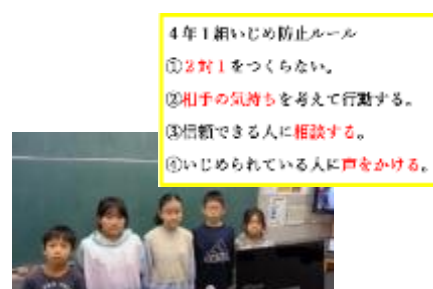 4年1組いじめ防止ルール
①2対1をつくらない。
②相手の気持ちを考えて行動する。
③信頼できる人に相談する。
④いじめられている人に声をかける。